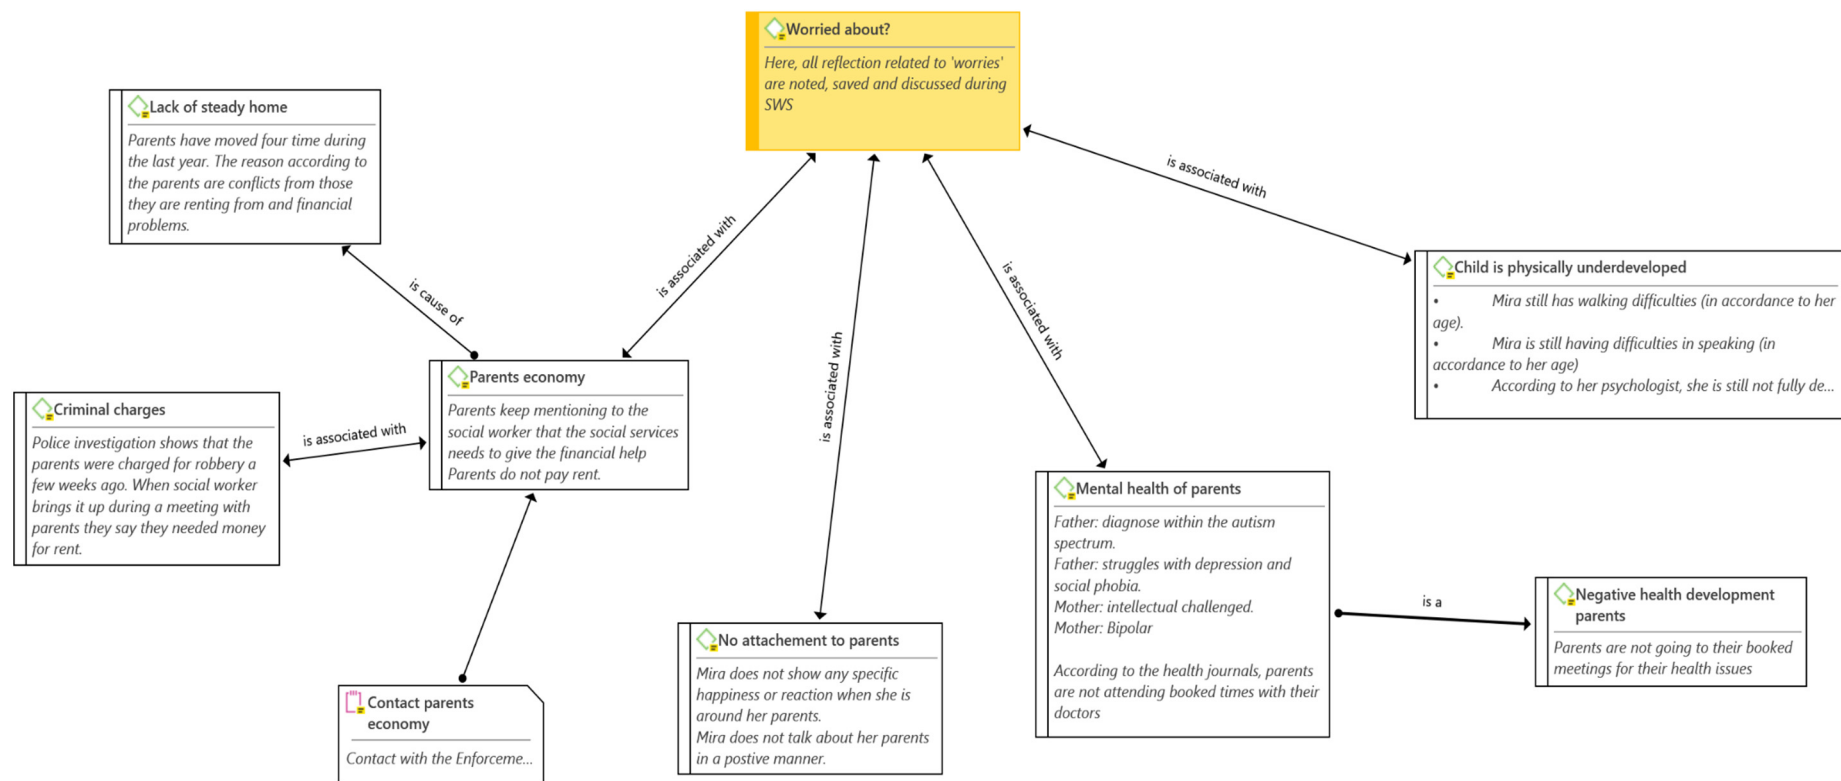 Worried about?
Here, all reflection related to 'worries'
are noted, saved and discussed during
SWS
Lack of steady home
Parents have moved four time during
the last year. The reason according to
the parents are conflicts from those
they are renting from and financial
problems.
is associated with
is associated with
is associated with
is associated with
is cause of
Child is physically underdeveloped
• Mira still has walking difficulties (in accordance to her
age).
• Mira is still having difficulties in speaking (in
accordance to her age)
• According to her psychologist, she is still not fully de...
Parents economy
Parents keep mentioning to the
social worker that the social services
needs to give the financial help
Parents do not pay rent.
Criminal charges
Police investigation shows that the
parents were charged for robbery a
few weeks ago. When social worker
brings it up during a meeting with
parents they say they needed money
for rent.
is associated with
Mental health of parents
Father: diagnose within the autism
spectrum.
Father: struggles with depression and
social phobia.
Mother: intellectual challenged.
Mother: Bipolar
According to the health journals, parents
are not attending booked times with their
doctors
is a
Negative health development
parents
Parents are not going to their booked
meetings for their health issues
No attachement to parents
Mira does not show any specific
happiness or reaction when she is
around her parents.
Mira does not talk about her parents
in a postive manner.
Contact parents
economy
Contact with the Enforceme...